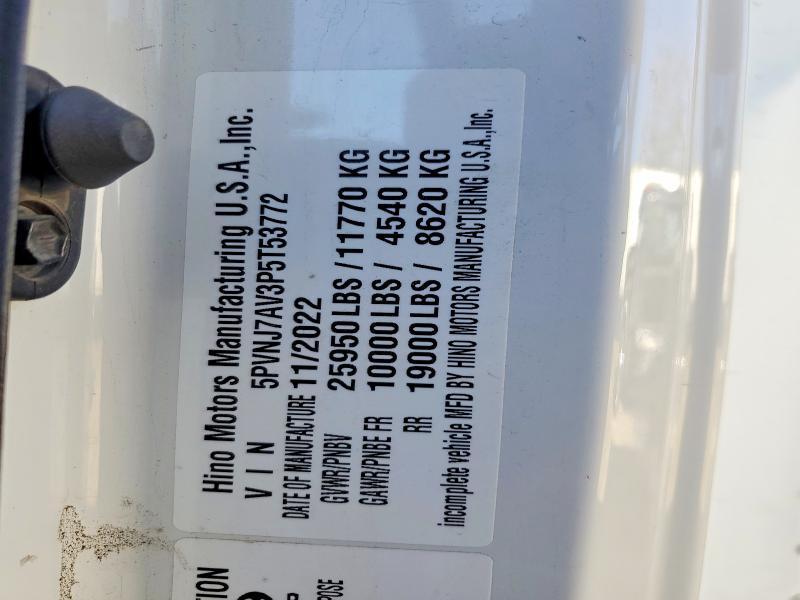 Hino Motors Manufacturing U.S.A.,Inc.
VIN 5PVNJ7AV3P5T53772
DATE OF MANUFACTURE 11/2022
GVWR/PNBV 25950 LBS / 11770 KG
GAWR/PNBE FR 10000 LBS / 4540 KG
RR 19000 LBS / 8620 KG
incomplete vehicle MFD BY HINO MOTORS MANUFACTURING U.S.A.,Inc.